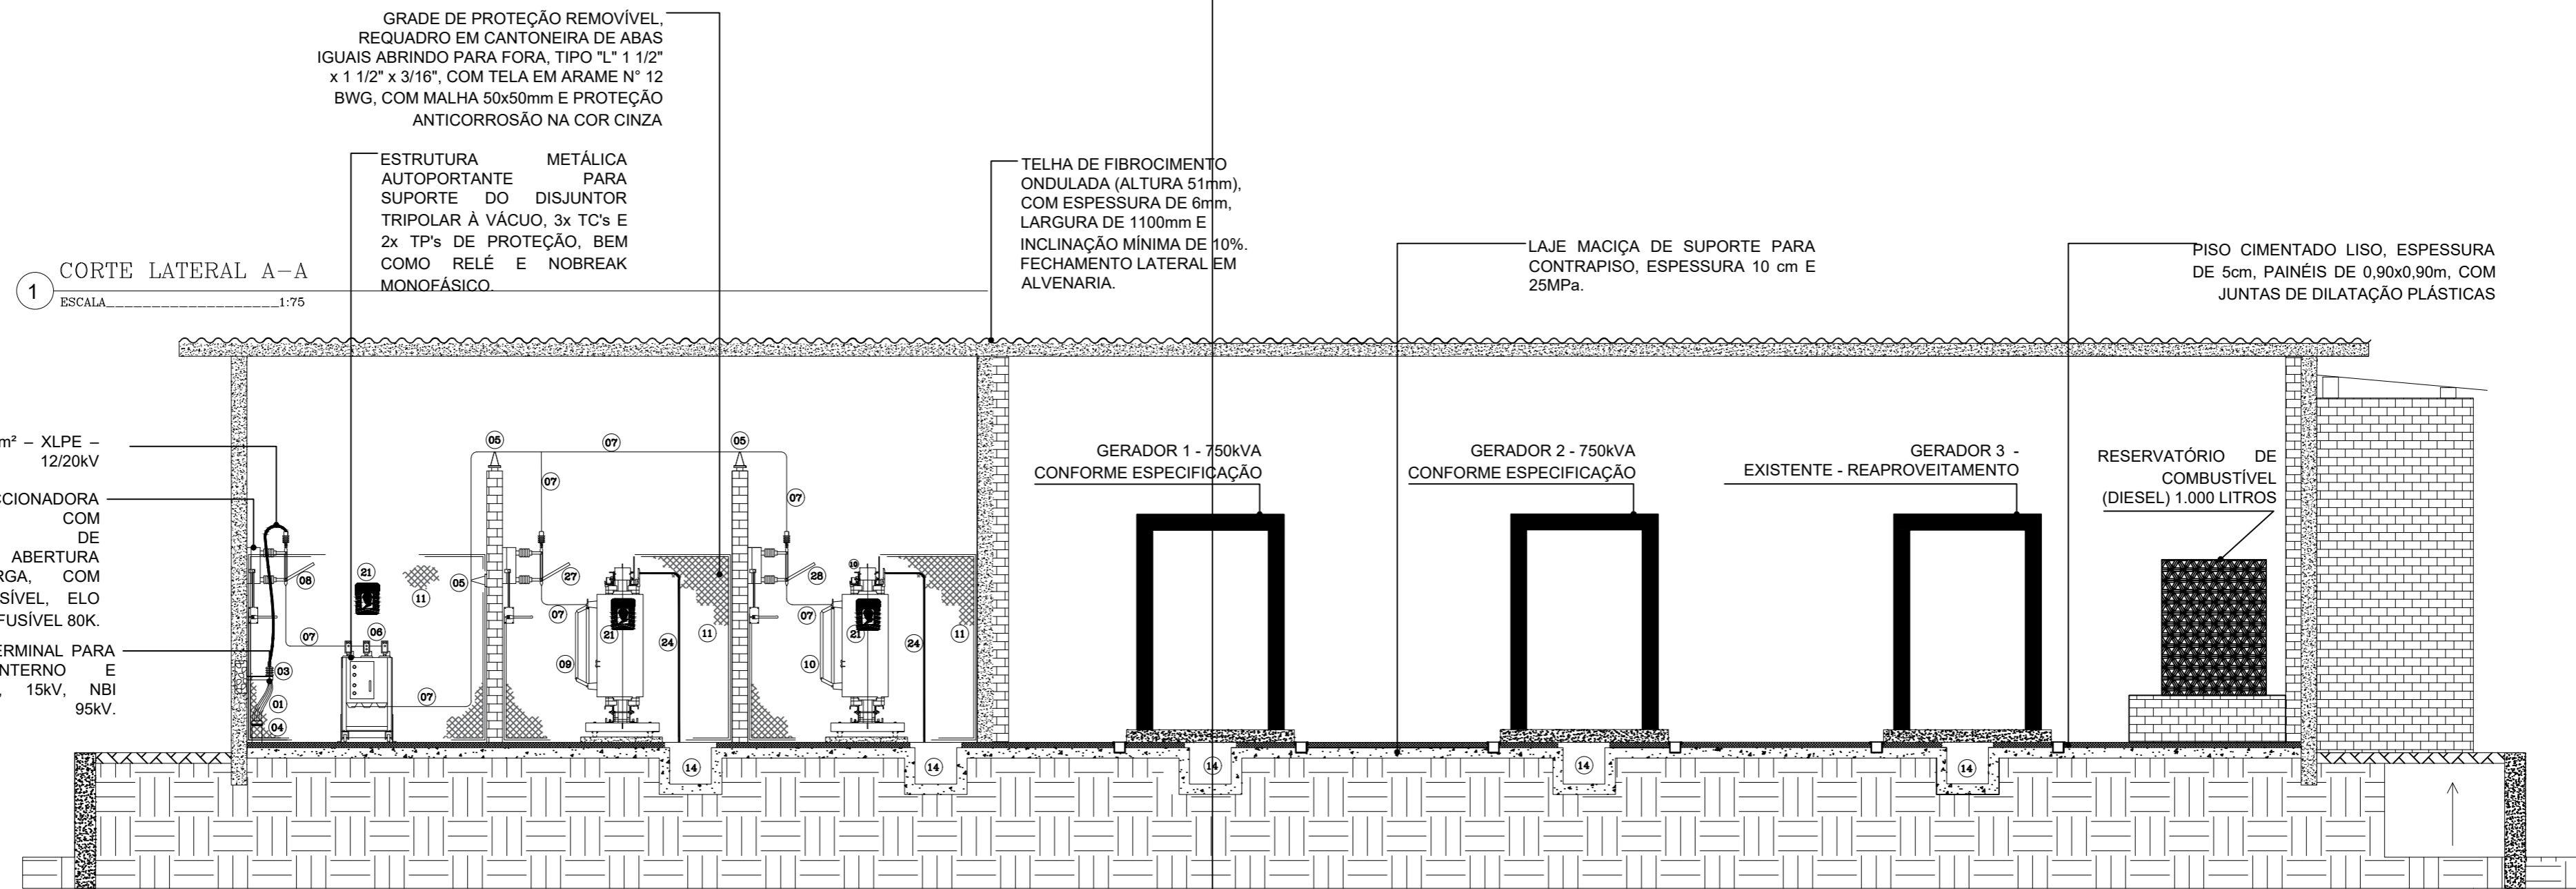 GRADE DE PROTEÇÃO REMOVÍVEL,
REQUADRO EM CANTONEIRA DE ABAS
IGUAIS ABRINDO PARA FORA, TIPO "L" 1 1/2"
x 1 1/2" x 3/16", COM TELA EM ARAME N° 12
BWG, COM MALHA 50x50mm E PROTEÇÃO
ANTICORROSÃO NA COR CINZA
ESTRUTURA METÁLICA
AUTOPORTANTE PARA
SUPORTE DO DISJUNTOR
TRIPOLAR À VÁCUO, 3x TC's E
2x TP's DE PROTEÇÃO, BEM
COMO RELÉ E NOBREAK
MONOFÁSICO.
TELHA DE FIBROCIMENTO
ONDULADA (ALTURA 51mm),
COM ESPESSURA DE 6mm,
LARGURA DE 1100mm E
INCLINAÇÃO MÍNIMA DE 10%.
FECHAMENTO LATERAL EM
ALVENARIA.
LAJE MACIÇA DE SUPORTE PARA
CONTRAPISO, ESPESSURA 10 cm E
25MPa.
PISO CIMENTADO LISO, ESPESSURA
DE 5cm, PAINÉIS DE 0,90x0,90m, COM
JUNTAS DE DILATAÇÃO PLÁSTICAS
1
CORTE LATERAL A-A
ESCALA____________________1:75
m² – XLPE –
12/20kV
CCIONADORA
COM
DE
ABERTURA
RGA, COM
SÍVEL, ELO
FUSÍVEL 80K.
ERMINAL PARA
NTERNO E
, 15kV, NBI
95kV.
05
07
05
07
07
08
21
11
05
27
28
10
07
06
07
21
11
07
21
11
09
24
10
24
03
01
04
07
GERADOR 1 - 750kVA
CONFORME ESPECIFICAÇÃO
GERADOR 2 - 750kVA
CONFORME ESPECIFICAÇÃO
GERADOR 3 -
EXISTENTE - REAPROVEITAMENTO
RESERVATÓRIO DE
COMBUSTÍVEL
(DIESEL) 1.000 LITROS
14
14
14
14
14